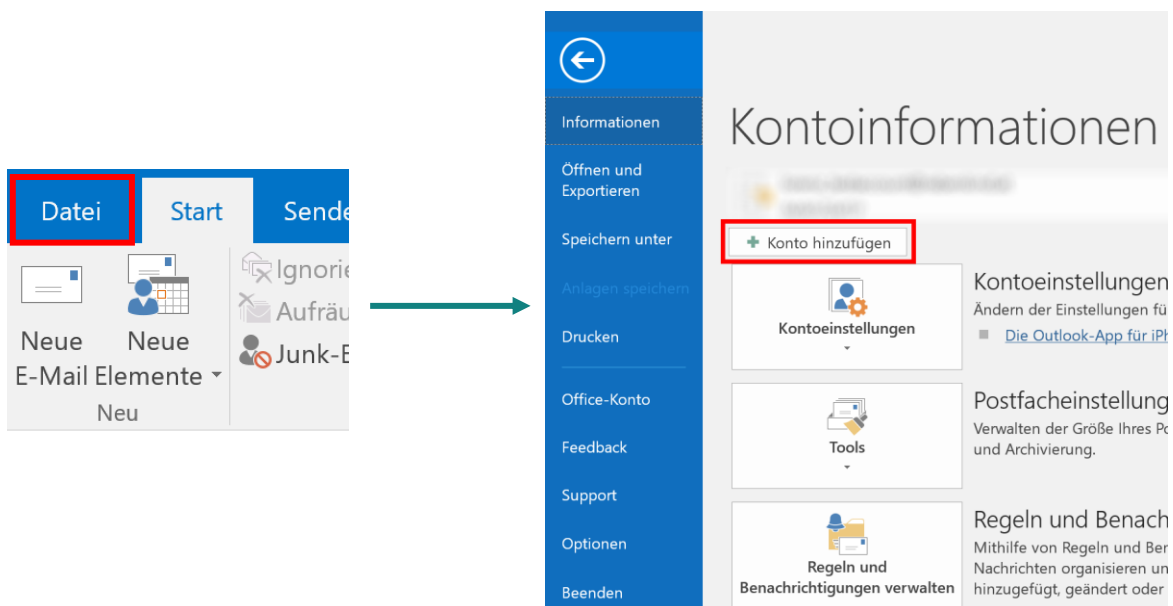 Datei Start Sende
Ignorie
Aufräu
Junk-E
Neue Neue
E-Mail Elemente
Neu
Informationen
Öffnen und
Exportieren
Speichern unter
Anlagen speichern
Drucken
Office-Konto
Feedback
Support
Optionen
Beenden
Kontoinformationen
Konto hinzufügen
Kontoeinstellungen
Kontoeinstellungen
Ändern der Einstellungen fü
Die Outlook-App für iPh
Tools
Postfacheinstellung
Verwalten der Größe Ihres Po
und Archivierung.
Regeln und
Benachrichtigungen verwalten
Regeln und Benach
Mithilfe von Regeln und Ben
Nachrichten organisieren un
hinzugefügt, geändert oder